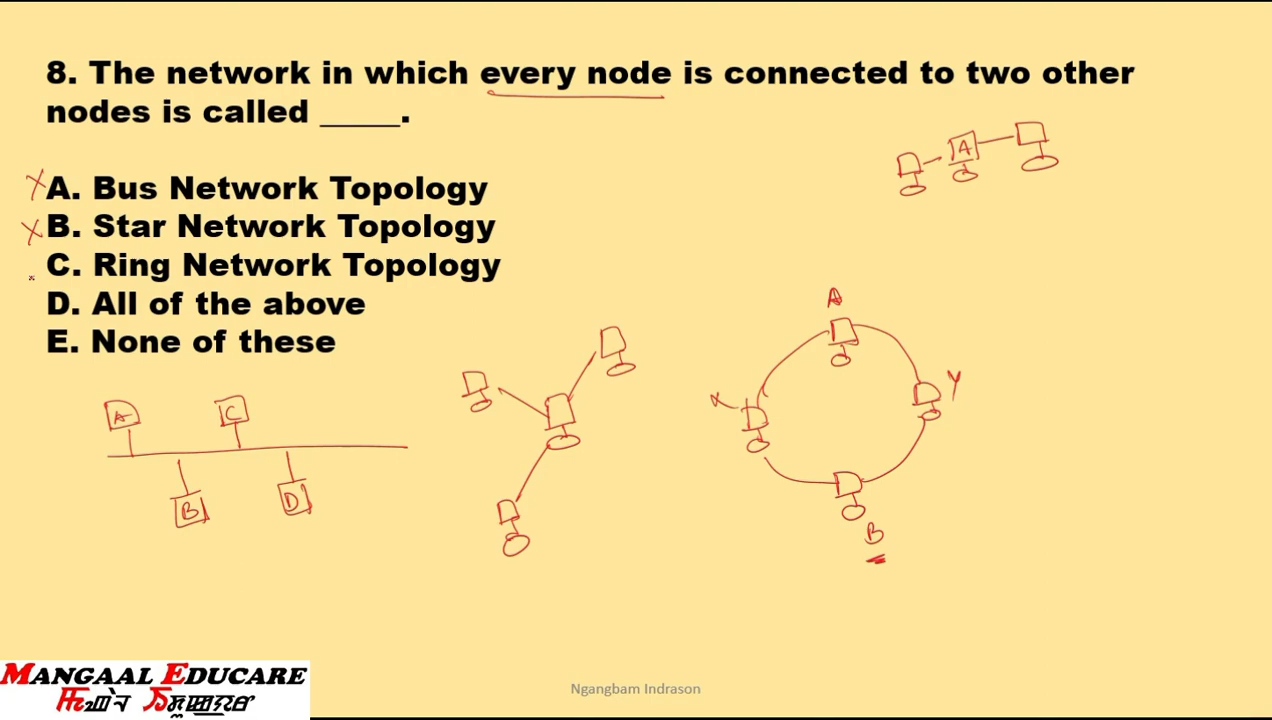 8. The network in which every node is connected to two other
nodes is called _____.
A. Bus Network Topology
B. Star Network Topology
C. Ring Network Topology
D. All of the above
E. None of these
A
A
X
Y
A
C
B
D
B
MANGAAL EDUCARE
Ngangbam Indrason